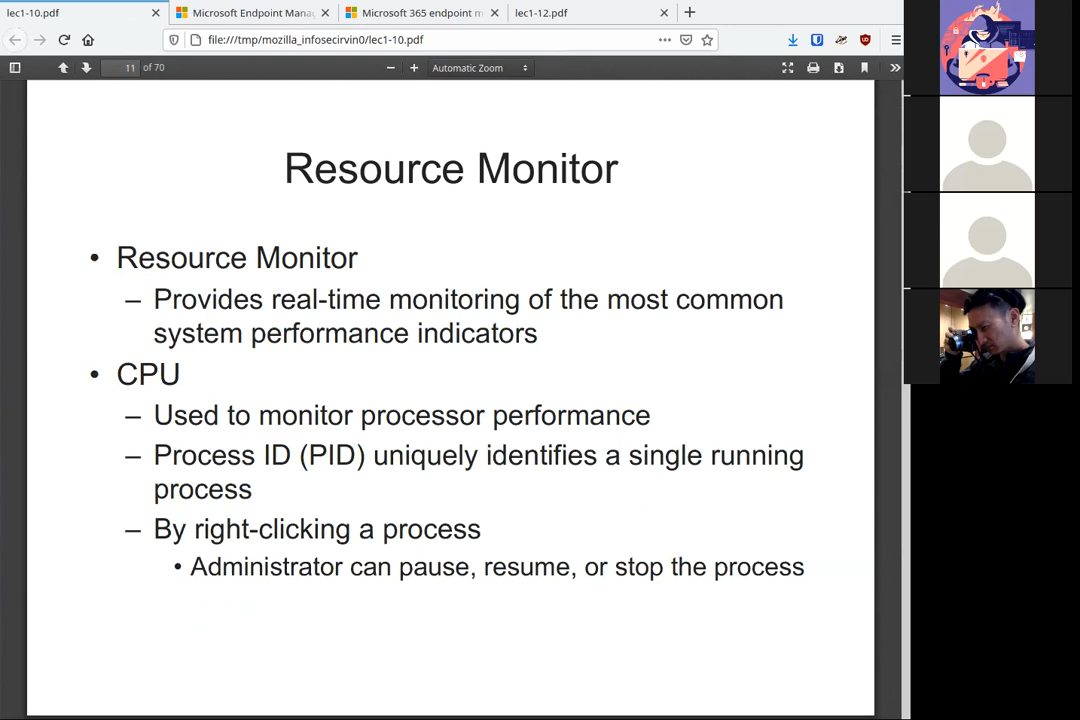 lec1-10.pdf
Microsoft Endpoint Mana
Microsoft 365 endpoint m
lec1-12.pdf
file:///tmp/mozilla_infosecirvin0/lec1-10.pdf
11 of 70
Automatic Zoom
Resource Monitor
• Resource Monitor
– Provides real-time monitoring of the most common
system performance indicators
• CPU
– Used to monitor processor performance
– Process ID (PID) uniquely identifies a single running
process
– By right-clicking a process
• Administrator can pause, resume, or stop the process